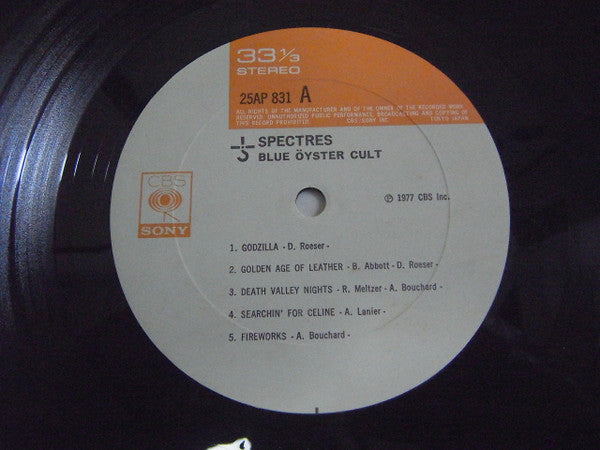 33 1/3
STEREO
25AP 831 A
ALL RIGHTS OF THE MANUFACTURER AND OF THE OWNER OF THE RECORDED WORK
RESERVED. UNAUTHORIZED PUBLIC PERFORMANCE, BROADCASTING AND COPYING OF
THIS RECORD PROHIBITED CBS SONY INC. TOKYO JAPAN
SPECTRES
BLUE ÖYSTER CULT
CBS
SONY
℗ 1977 CBS Inc.
1. GODZILLA - D. Roeser -
2. GOLDEN AGE OF LEATHER - B. Abbott - D. Roeser -
3. DEATH VALLEY NIGHTS - R. Meltzer - A. Bouchard -
4. SEARCHIN' FOR CELINE - A. Lanier -
5. FIREWORKS - A. Bouchard -